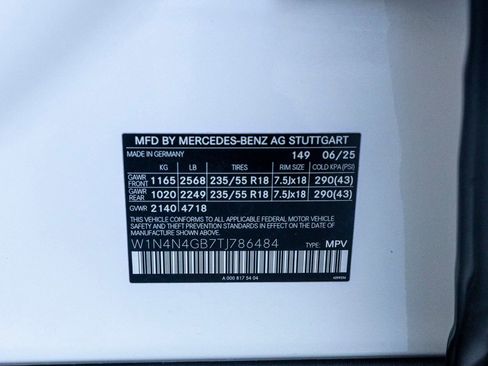 MFD BY MERCEDES-BENZ AG STUTTGART
MADE IN GERMANY 149 06/25
KG LB TIRES RIM SIZE COLD KPA (PSI)
GAWR FRONT 1165 2568 235/55 R18 7.5Jx18 290(43)
GAWR REAR 1020 2249 235/55 R18 7.5Jx18 290(43)
GVWR 2140 4718
THIS VEHICLE CONFORMS TO ALL APPLICABLE FEDERAL MOTOR VEHICLE
SAFETY AND THEFT PREVENTION STANDARDS IN EFFECT ON THE
DATE OF MANUFACTURE SHOWN ABOVE.
W1N4N4GB7TJ786484 TYPE: MPV
A 000 817 54 04